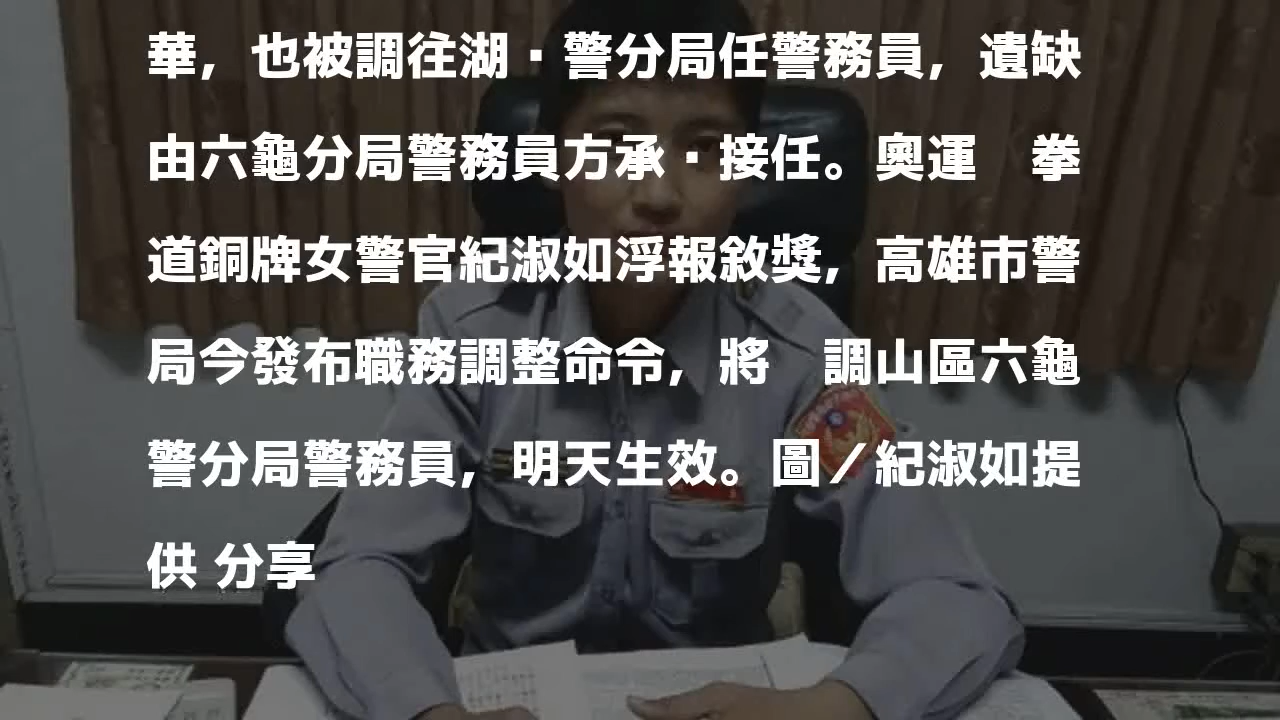 華，也被調往湖·警分局任警務員，遺缺
由六龜分局警務員方承·接任。奧運　拳
道銅牌女警官紀淑如浮報敘獎，高雄市警
局今發布職務調整命令，將　調山區六龜
警分局警務員，明天生效。圖／紀淑如提
供 分享